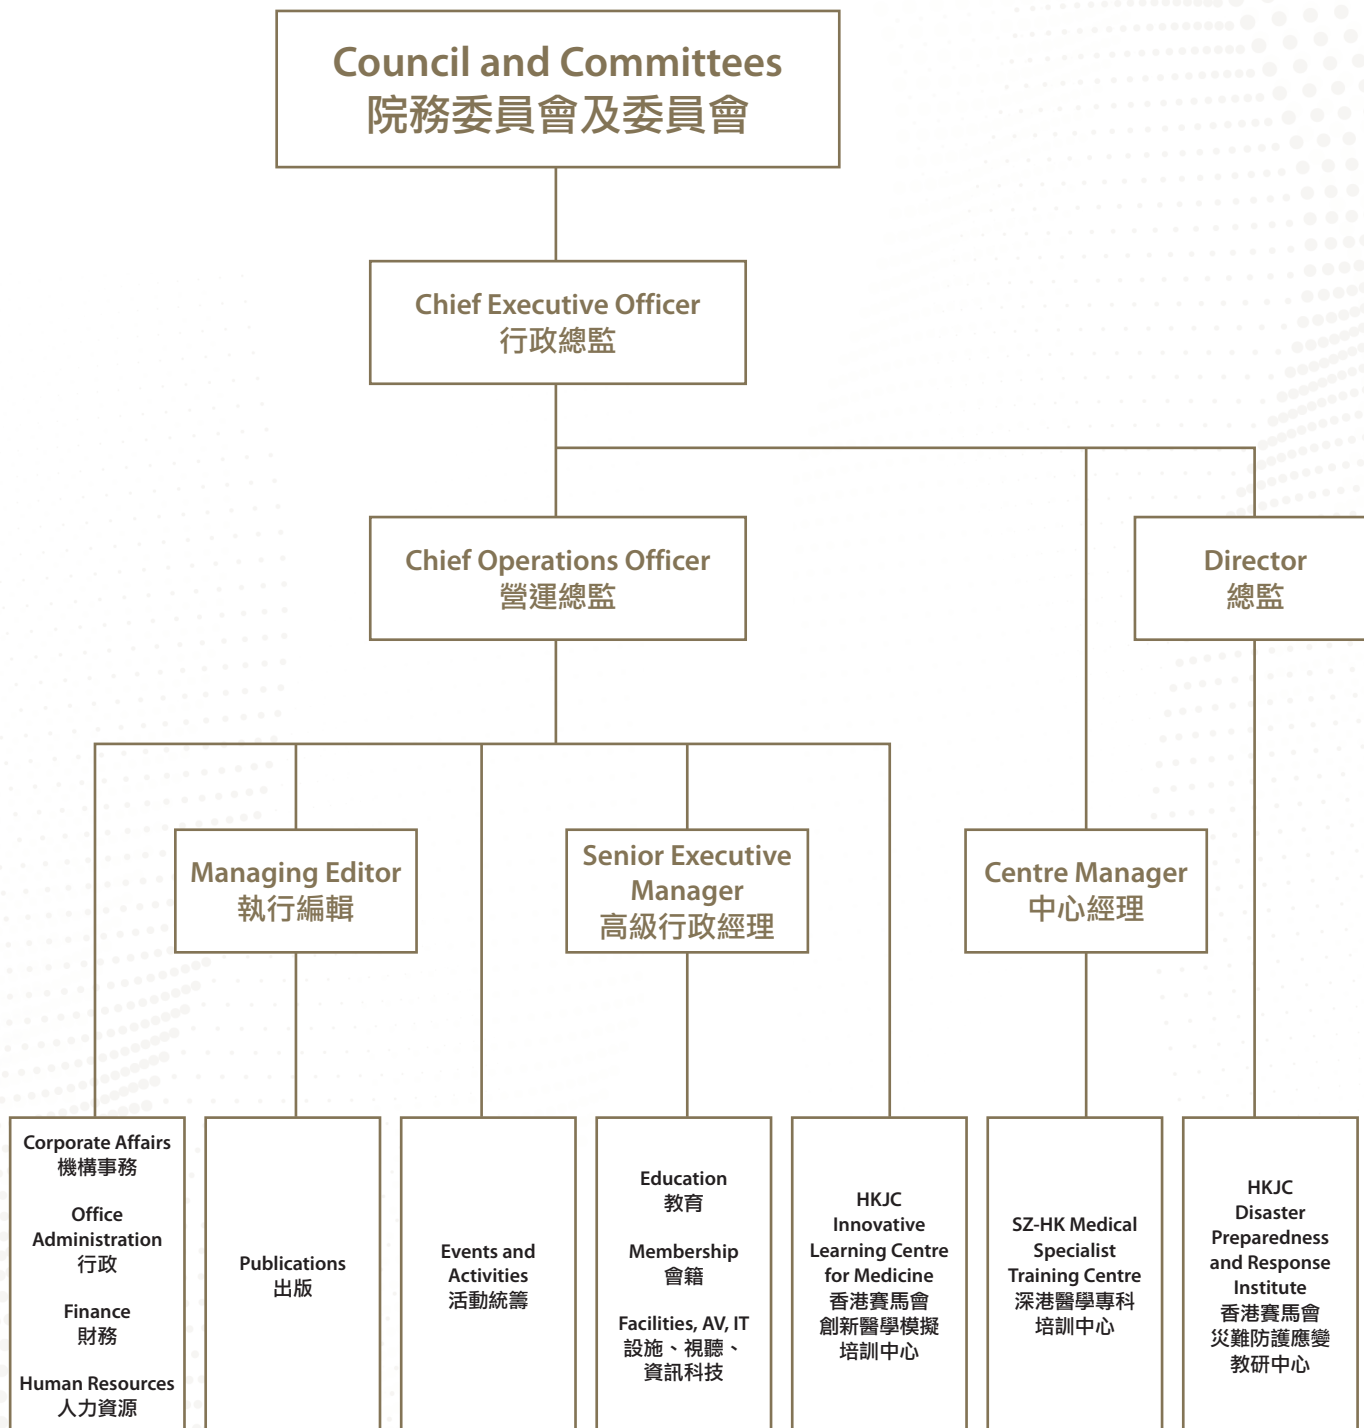 Council and Committees
院務委員會及委員會
Chief Executive Officer
行政總監
Chief Operations Officer
營運總監
Director
總監
Managing Editor
執行編輯
Senior Executive
Manager
高級行政經理
Centre Manager
中心經理
Corporate Affairs
機構事務
Office
Administration
行政
Finance
財務
Human Resources
人力資源
Publications
出版
Events and
Activities
活動統籌
Education
教育
Membership
會籍
Facilities, AV, IT
設施、視聽、
資訊科技
HKJC
Innovative
Learning Centre
for Medicine
香港賽馬會
創新醫學模擬
培訓中心
SZ-HK Medical
Specialist
Training Centre
深港醫學專科
培訓中心
HKJC
Disaster
Preparedness
and Response
Institute
香港賽馬會
災難防護應變
教研中心